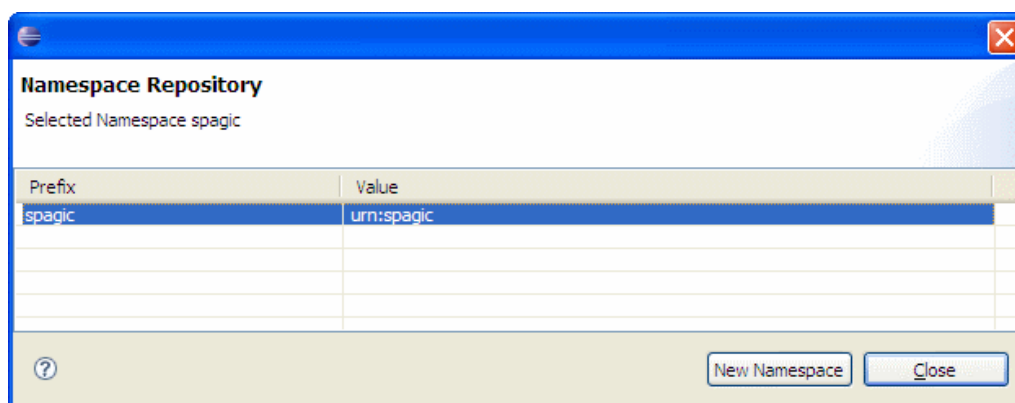 Namespace Repository
Selected Namespace spagic
Prefix Value
spagic urn:spagic
New Namespace Close